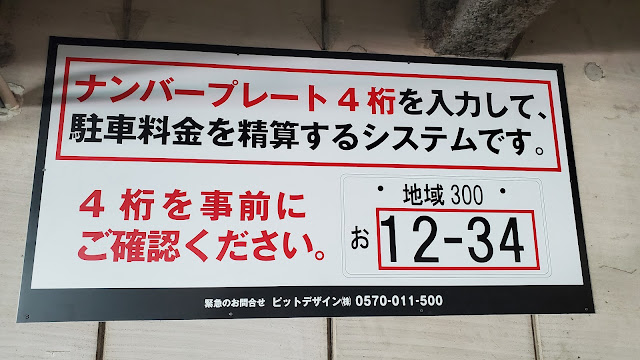 ナンバープレート4桁を入力して、
駐車料金を精算するシステムです。
4桁を事前に
ご確認ください。
・ 地域 300 ・
お 12-34
緊急のお問合せ ピットデザイン㈱ 0570-011-500